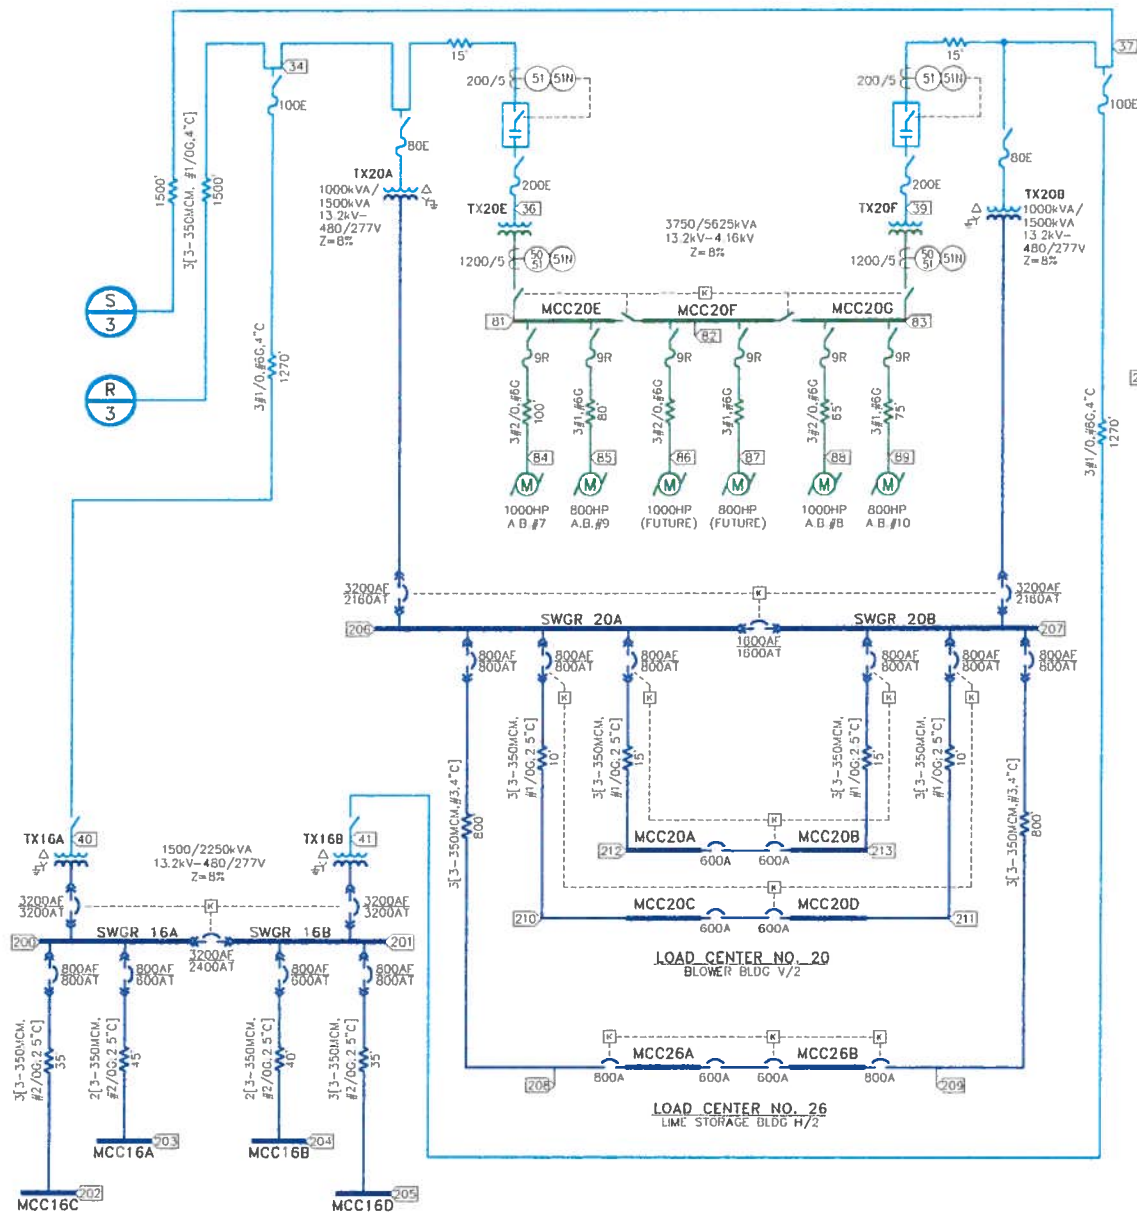 34
37
15'
15'
200/5
51
51N
200/5
51
51N
100E
100E
3[3-350MCM, #1/0G,4"C]
1500'
1500'
80E
80E
TX20A
1000kVA/
1500kVA
13.2kV-
480/277V
Z=8%
200E
200E
TX20E
36
TX20F
39
3750/5625kVA
13.2kV-4.16kV
Z=8%
TX20B
1000kVA/
1500kVA
13.2kV-
480/277V
Z=8%
1200/5
50
51
51N
1200/5
50
51
51N
S
3
R
3
K
MCC20E
MCC20F
MCC20G
81
82
83
9R
9R
9R
9R
9R
9R
3#1/0,#6G,4"C
1270'
3#2/0,#6G
100'
3#1,#6G
80'
3#2/0,#6G
3#1,#6G
3#2/0,#6G
65'
3#1,#6G
75'
3#1/0,#6G,4"C
1270'
84
85
86
87
88
89
M
M
M
M
M
M
1000HP
A.B.#7
800HP
A.B.#9
1000HP
(FUTURE)
800HP
(FUTURE)
1000HP
A.B.#8
800HP
A.B.#10
3200AF
2160AT
K
3200AF
2160AT
206
SWGR 20A
SWGR 20B
207
1600AF
1600AT
800AF
800AT
800AF
800AT
800AF
800AT
800AF
800AT
800AF
800AT
800AF
800AT
K
K
K
K
3[3-350MCM,#3,4"C]
800'
3[3-350MCM,
#1/0G;2.5"C]
10'
3[3-350MCM,
#1/0G;2.5"C]
15'
3[3-350MCM,
#1/0G;2.5"C]
15'
3[3-350MCM,
#1/0G;2.5"C]
10'
3[3-350MCM,#3,4"C]
800'
K
212
MCC20A
600A
600A
MCC20B
213
K
210
MCC20C
600A
600A
MCC20D
211
LOAD CENTER NO. 20
BLOWER BLDG V/2
TX16A
40
1500/2250kVA
13.2kV-480/277V
Z=8%
TX16B
41
3200AF
3200AT
K
3200AF
3200AT
200
SWGR 16A
SWGR 16B
201
3200AF
2400AT
800AF
800AT
800AF
800AT
800AF
600AT
800AF
800AT
3[3-350MCM,
#2/0G;2.5"C]
35'
2[3-350MCM,
#2/0G;2.5"C]
45'
2[3-350MCM,
#2/0G;2.5"C]
40'
3[3-350MCM,
#2/0G;2.5"C]
35'
K
K
K
208
800A
MCC26A
600A
600A
MCC26B
800A
209
LOAD CENTER NO. 26
LIME STORAGE BLDG H/2
203
MCC16A
204
MCC16B
202
MCC16C
205
MCC16D